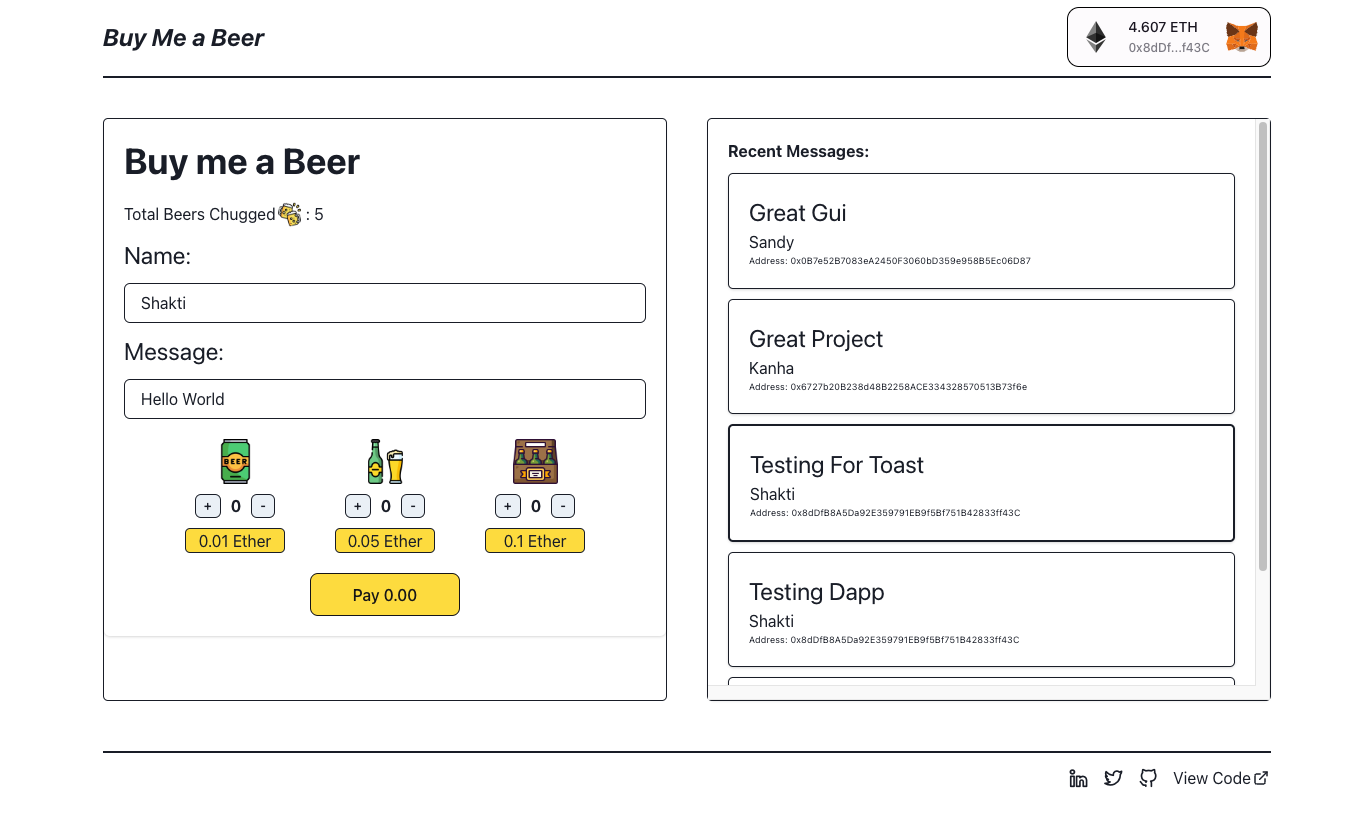 Buy Me a Beer
4.607 ETH
0x8dDf...f43C
Buy me a Beer
Total Beers Chugged : 5
Name:
Shakti
Message:
Hello World
BEER
+ 0 -
+ 0 -
+ 0 -
0.01 Ether
0.05 Ether
0.1 Ether
Pay 0.00
Recent Messages:
Great Gui
Sandy
Address: 0x0B7e52B7083eA2450F3060bD359e958B5Ec06D87
Great Project
Kanha
Address: 0x6727b20B238d48B2258ACE334328570513B73f6e
Testing For Toast
Shakti
Address: 0x8dDfB8A5Da92E359791EB9f5Bf751B42833ff43C
Testing Dapp
Shakti
Address: 0x8dDfB8A5Da92E359791EB9f5Bf751B42833ff43C
in
View Code